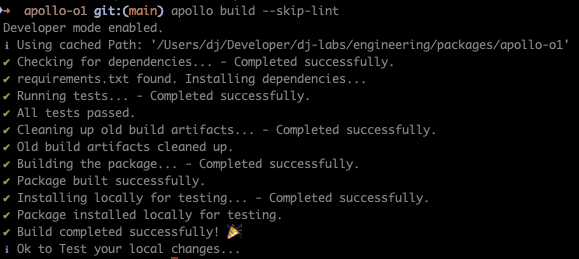 → apollo-o1 git:(main) apollo build --skip-lint
Developer mode enabled.
ℹ Using cached Path: '/Users/dj/Developer/dj-labs/engineering/packages/apollo-o1'
✔ Checking for dependencies... - Completed successfully.
✔ requirements.txt found. Installing dependencies...
✔ Running tests... - Completed successfully.
✔ All tests passed.
✔ Cleaning up old build artifacts... - Completed successfully.
✔ Old build artifacts cleaned up.
✔ Building the package... - Completed successfully.
✔ Package built successfully.
✔ Installing locally for testing... - Completed successfully.
✔ Package installed locally for testing.
✔ Build completed successfully! 🎉
ℹ Ok to Test your local changes...